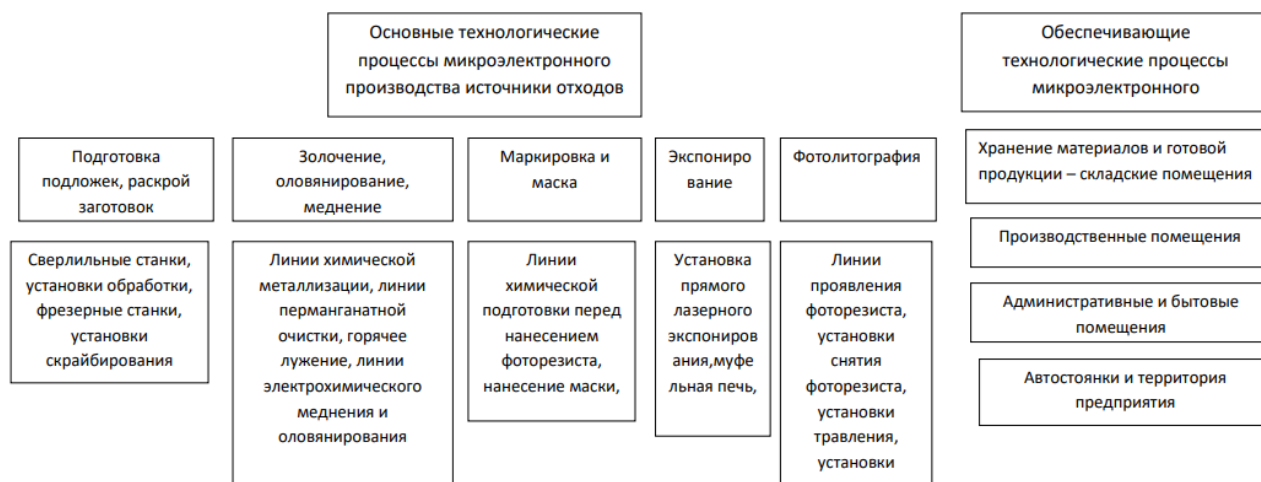 Основные технологические
процессы микроэлектронного
производства источники отходов
Обеспечивающие
технологические процессы
микроэлектронного
Подготовка
подложек, раскрой
заготовок
Золочение,
оловянирование,
меднение
Маркировка и
маска
Экспониро
вание
Фотолитография
Хранение материалов и готовой
продукции – складские помещения
Сверлильные станки,
установки обработки,
фрезерные станки,
установки
скрайбирования
Линии химической
металлизации, линии
перманганатной
очистки, горячее
лужение, линии
электрохимического
меднения и
оловянирования
Линии
химической
подготовки перед
нанесением
фоторезиста,
нанесение маски,
Установка
прямого
лазерного
экспониров
ания,муфе
льная печь,
Линии
проявления
фоторезиста,
установки
снятия
фоторезиста,
установки
травления,
установки
Производственные помещения
Административные и бытовые
помещения
Автостоянки и территория
предприятия